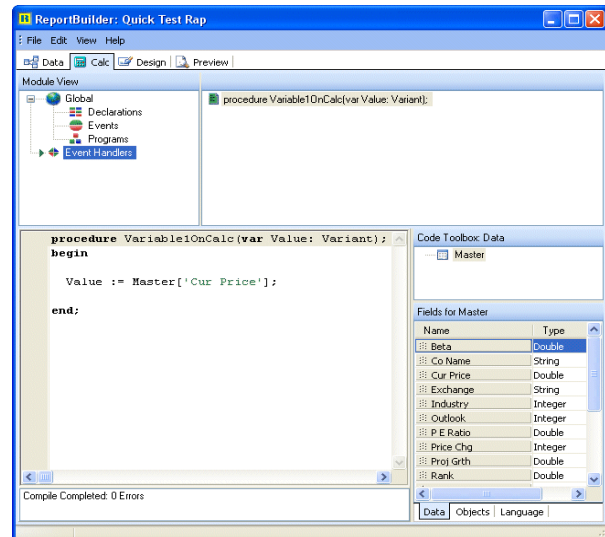 ReportBuilder: Quick Test Rap
File Edit View Help
Data Calc Design Preview
Module View
Global
Declarations
Events
Programs
Event Handlers
procedure Variable1OnCalc(var Value: Variant);
procedure Variable1OnCalc(var Value: Variant);
begin
Value := Master['Cur Price'];
end;
Compile Completed: 0 Errors
Code Toolbox: Data
Master
Fields for Master
Name Type
Beta Double
Co Name String
Cur Price Double
Exchange String
Industry Integer
Outlook Integer
P E Ratio Double
Price Chg Integer
Proj Grth Double
Rank Double
Data Objects Language